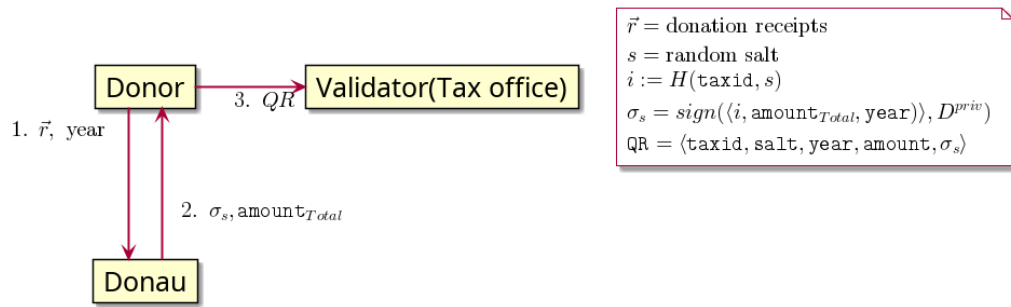 Donor
Validator(Tax office)
3. QR
1. r⃗, year
2. σ_s, amount_Total
Donau
r⃗ = donation receipts
s = random salt
i := H(taxid, s)
σ_s = sign(⟨i, amount_Total, year)⟩, D^priv)
QR = ⟨taxid, salt, year, amount, σ_s⟩